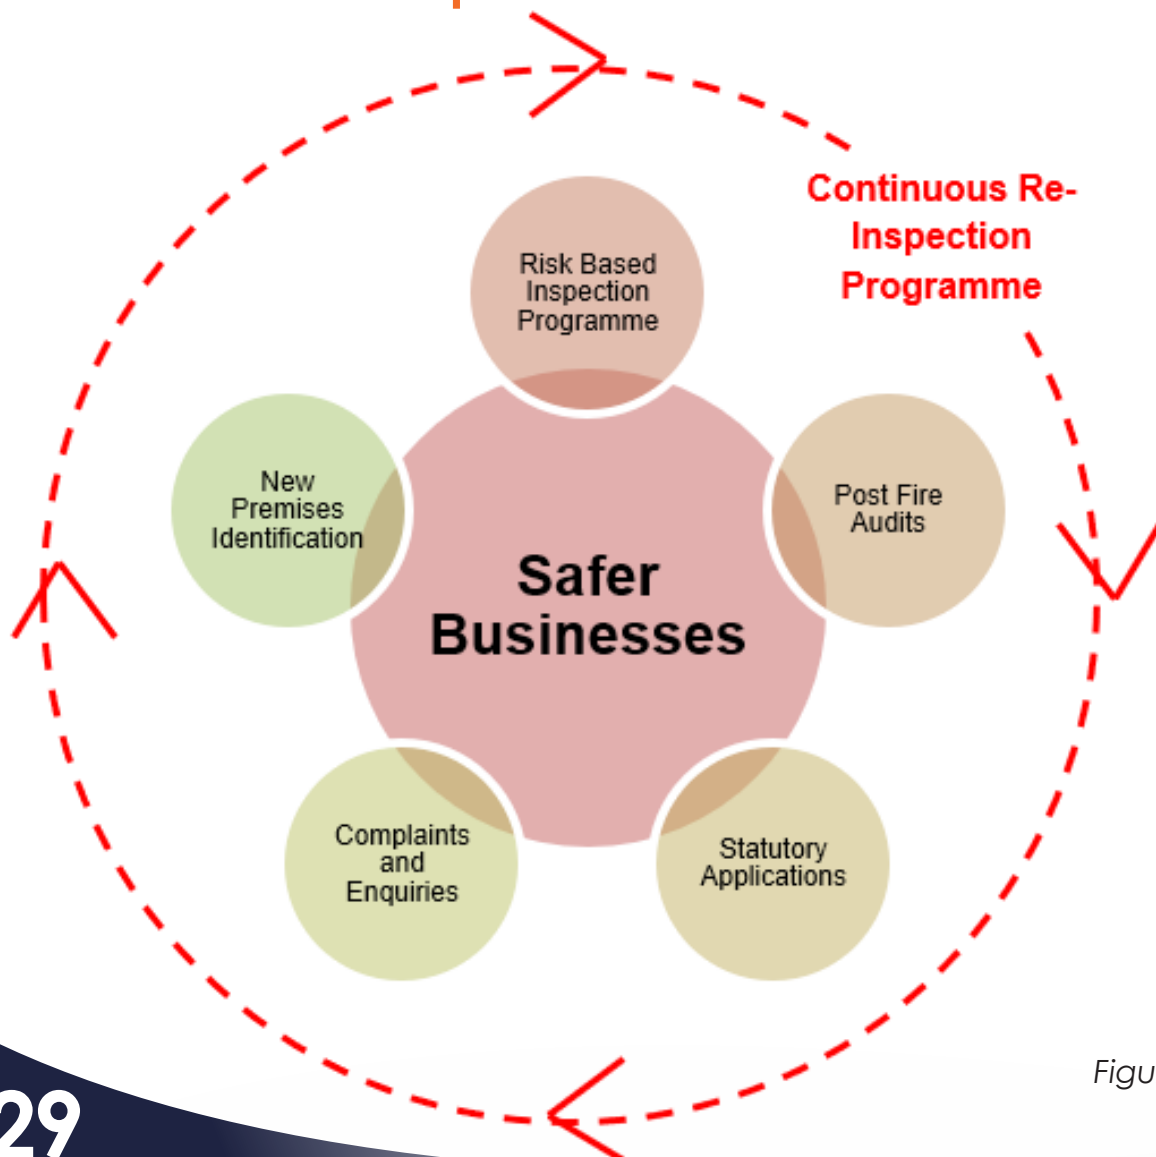 Continuous Re-
Inspection
Programme
Risk Based
Inspection
Programme
New
Premises
Identification
Post Fire
Audits
Safer
Businesses
Complaints
and
Enquiries
Statutory
Applications
Figu
29